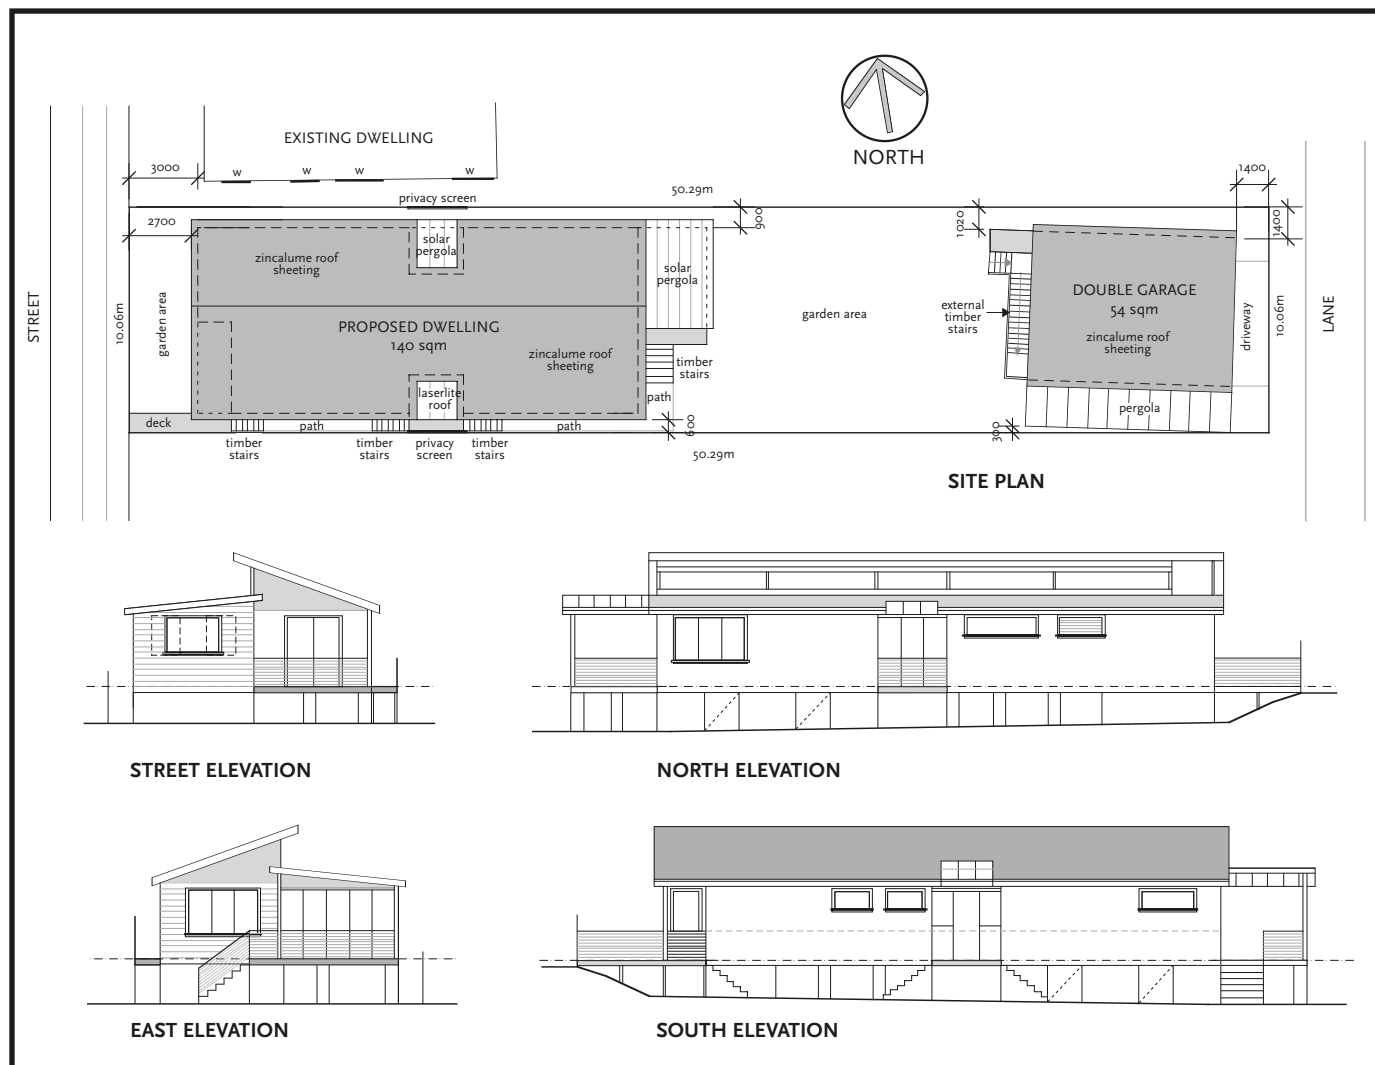 EXISTING DWELLING
NORTH
3000
w
w
w
w
1400
50.29m
privacy screen
2700
900
1020
1400
solar
pergola
zincalume roof
sheeting
solar
pergola
DOUBLE GARAGE
54 sqm
external
timber
stairs
garden area
STREET
10.06m
garden area
PROPOSED DWELLING
140 sqm
zincalume roof
sheeting
zincalume roof
sheeting
driveway
10.06m
LANE
timber
stairs
laserlite
roof
path
pergola
deck
path
path
600
300
timber
stairs
timber
stairs
privacy
screen
timber
stairs
50.29m
SITE PLAN
STREET ELEVATION
NORTH ELEVATION
EAST ELEVATION
SOUTH ELEVATION